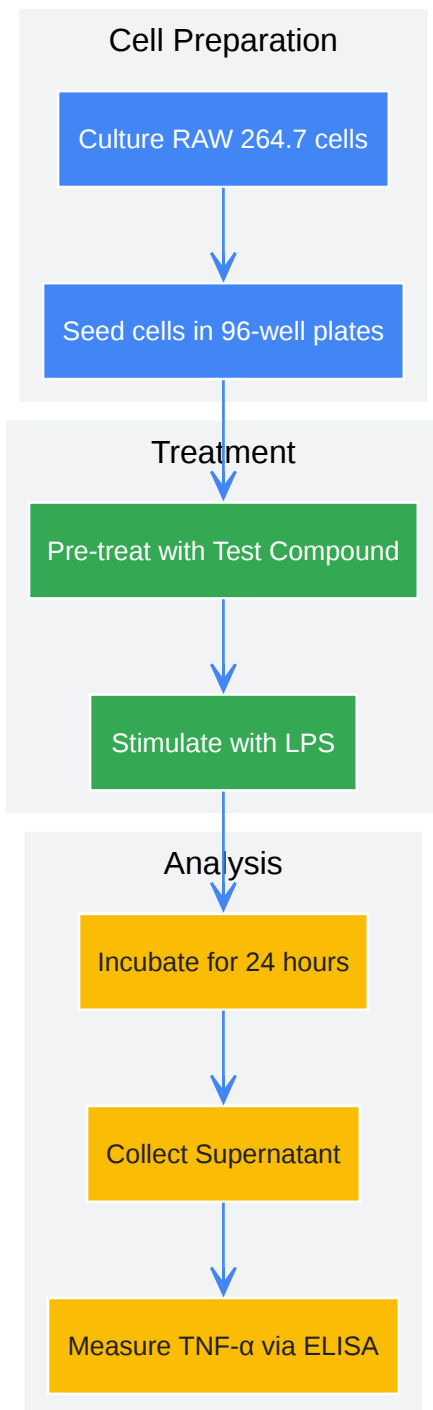 Cell Preparation
Culture RAW 264.7 cells
Seed cells in 96-well plates
Treatment
Pre-treat with Test Compound
Stimulate with LPS
Analysis
Incubate for 24 hours
Collect Supernatant
Measure TNF-α via ELISA